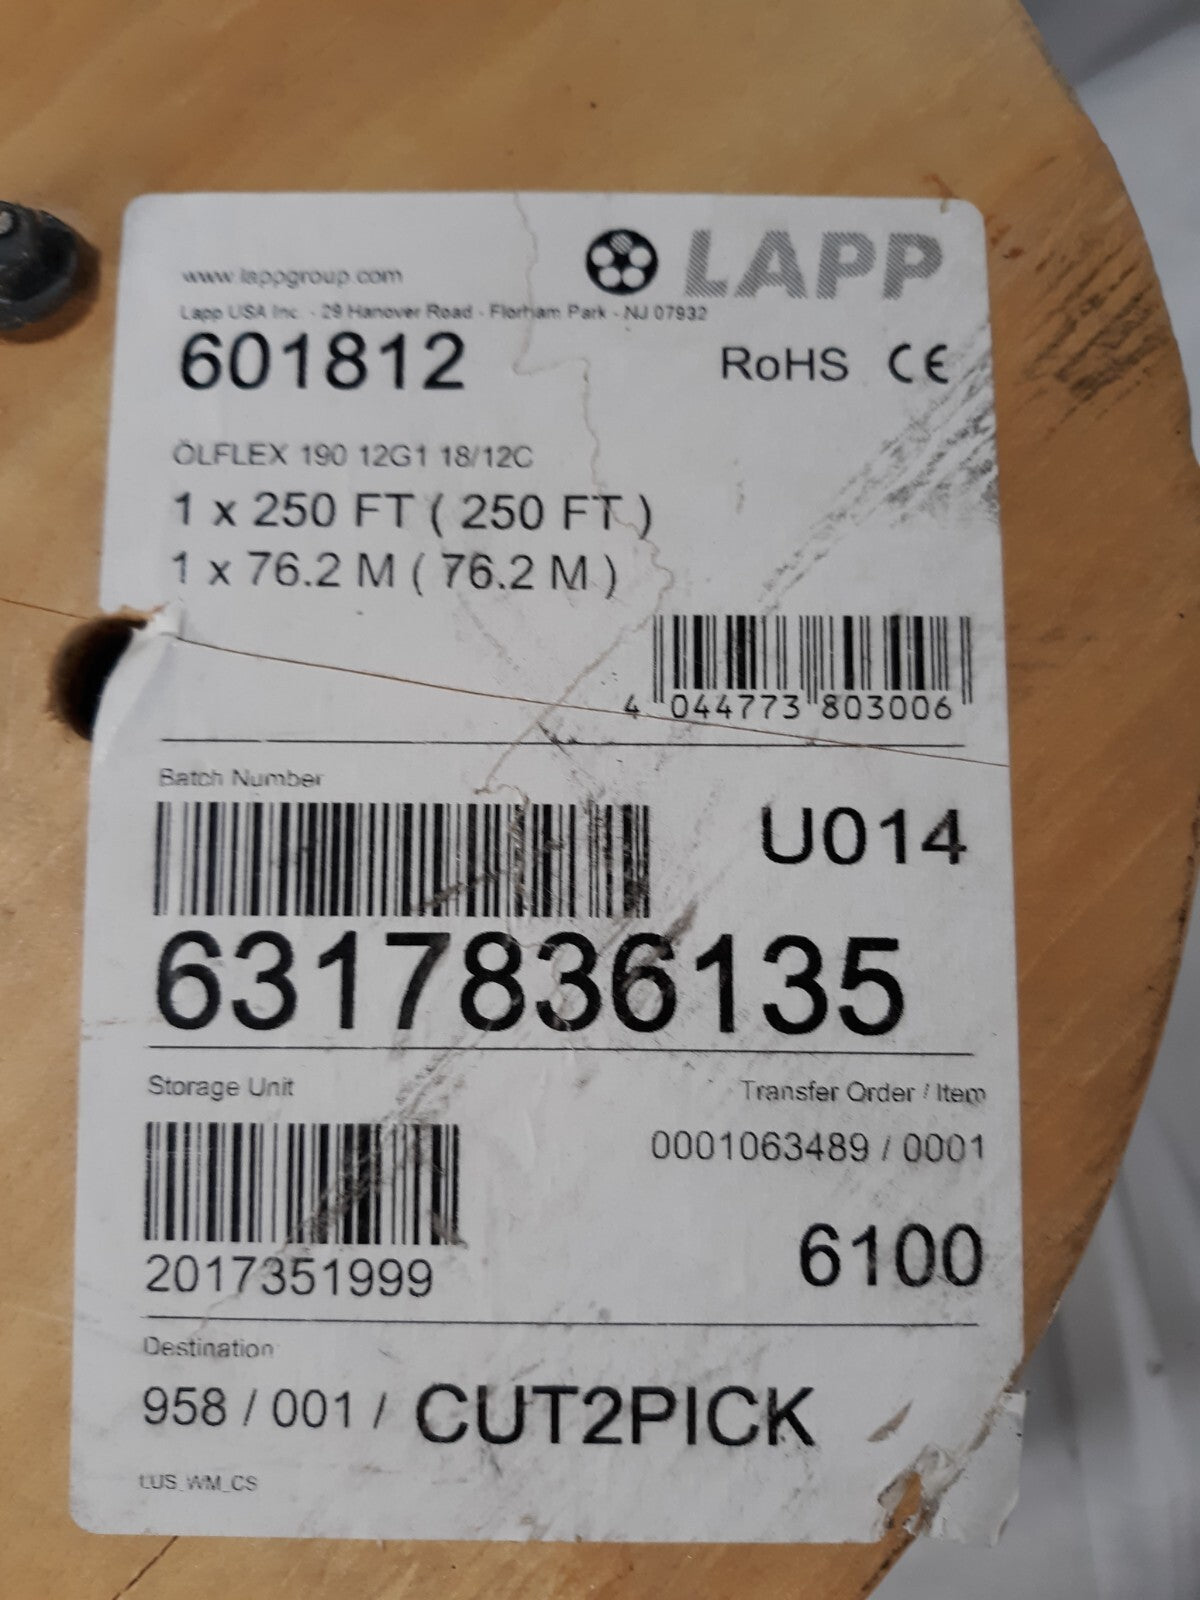 LAPP
www.lappgroup.com
Lapp USA Inc. - 29 Hanover Road - Florham Park - NJ 07932
601812
RoHS CE
ÖLFLEX 190 12G1 18/12C
1 x 250 FT ( 250 FT )
1 x 76.2 M ( 76.2 M )
4 044773 803006
Batch Number
U014
6317836135
Storage Unit
Transfer Order / Item
0001063489 / 0001
2017351999
6100
Destination
958 / 001 / CUT2PICK
LUS_WM_CS